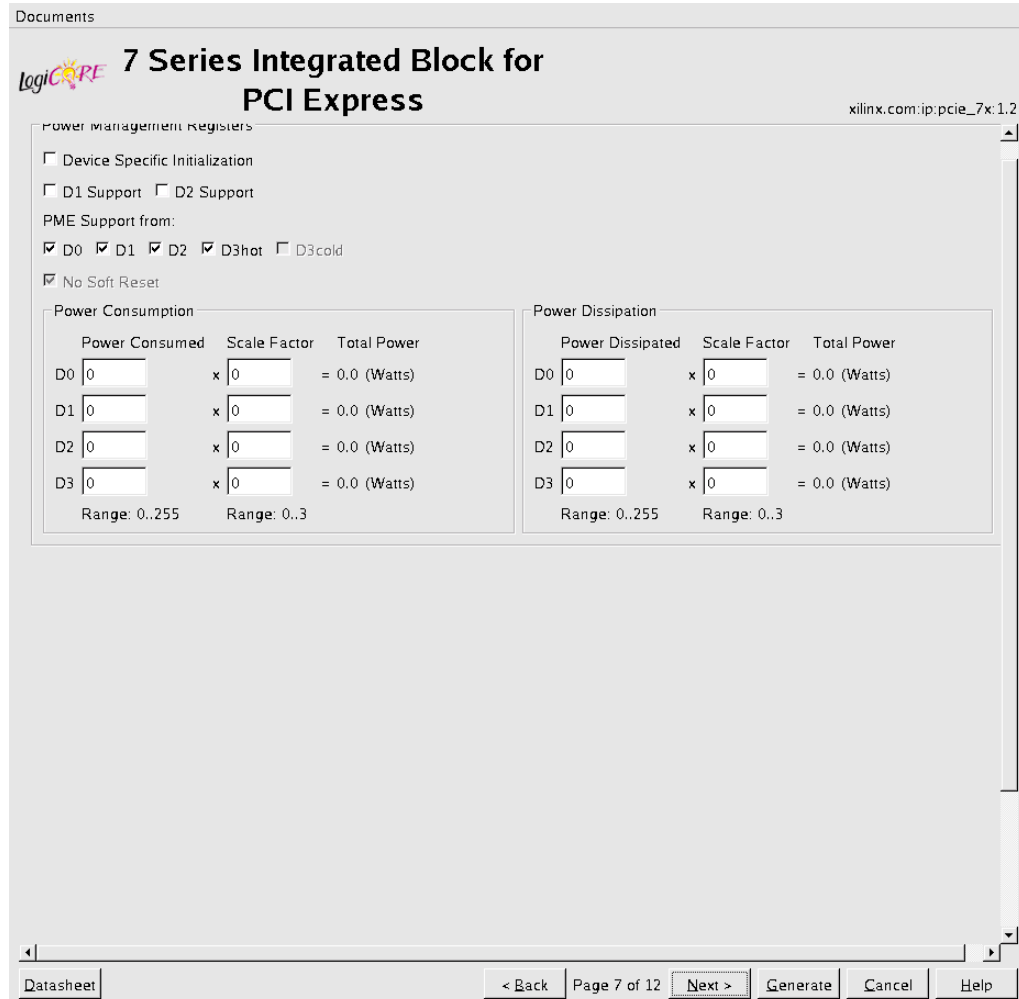 Documents
LogiCORE
7 Series Integrated Block for
PCI Express
xilinx.com:ip:pcie_7x:1.2
Power Management Registers
Device Specific Initialization
D1 Support D2 Support
PME Support from:
D0 D1 D2 D3hot D3cold
No Soft Reset
Power Consumption
Power Consumed Scale Factor Total Power
D0 0 x 0 = 0.0 (Watts)
D1 0 x 0 = 0.0 (Watts)
D2 0 x 0 = 0.0 (Watts)
D3 0 x 0 = 0.0 (Watts)
Range: 0..255 Range: 0..3
Power Dissipation
Power Dissipated Scale Factor Total Power
D0 0 x 0 = 0.0 (Watts)
D1 0 x 0 = 0.0 (Watts)
D2 0 x 0 = 0.0 (Watts)
D3 0 x 0 = 0.0 (Watts)
Range: 0..255 Range: 0..3
Datasheet < Back Page 7 of 12 Next > Generate Cancel Help